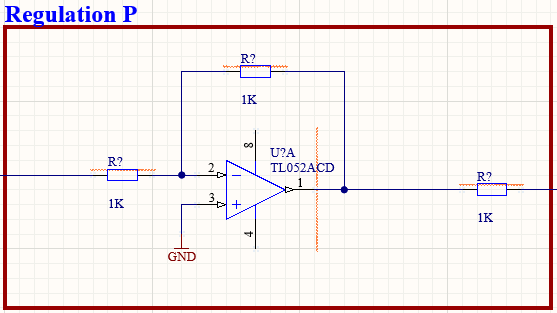 Regulation P
R?
1K
8
U?A
TL052ACD
R?
1K
2
−
1
3
+
4
GND
R?
1K